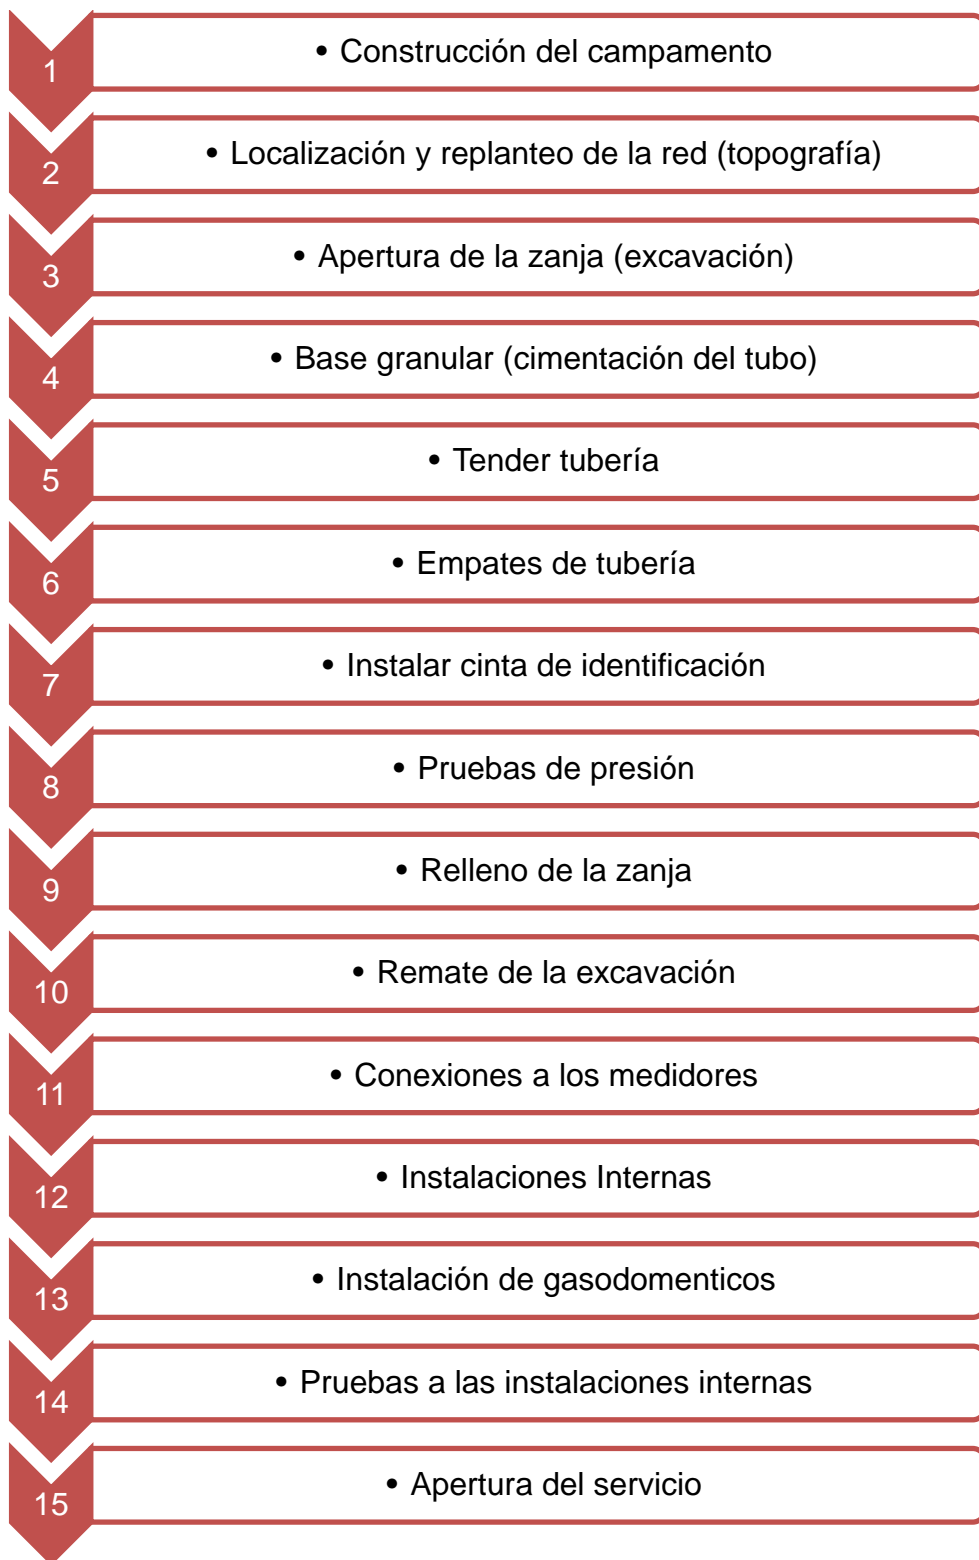 1
• Construcción del campamento
2
• Localización y replanteo de la red (topografía)
3
• Apertura de la zanja (excavación)
4
• Base granular (cimentación del tubo)
5
• Tender tubería
6
• Empates de tubería
7
• Instalar cinta de identificación
8
• Pruebas de presión
9
• Relleno de la zanja
10
• Remate de la excavación
11
• Conexiones a los medidores
12
• Instalaciones Internas
13
• Instalación de gasodomenticos
14
• Pruebas a las instalaciones internas
15
• Apertura del servicio